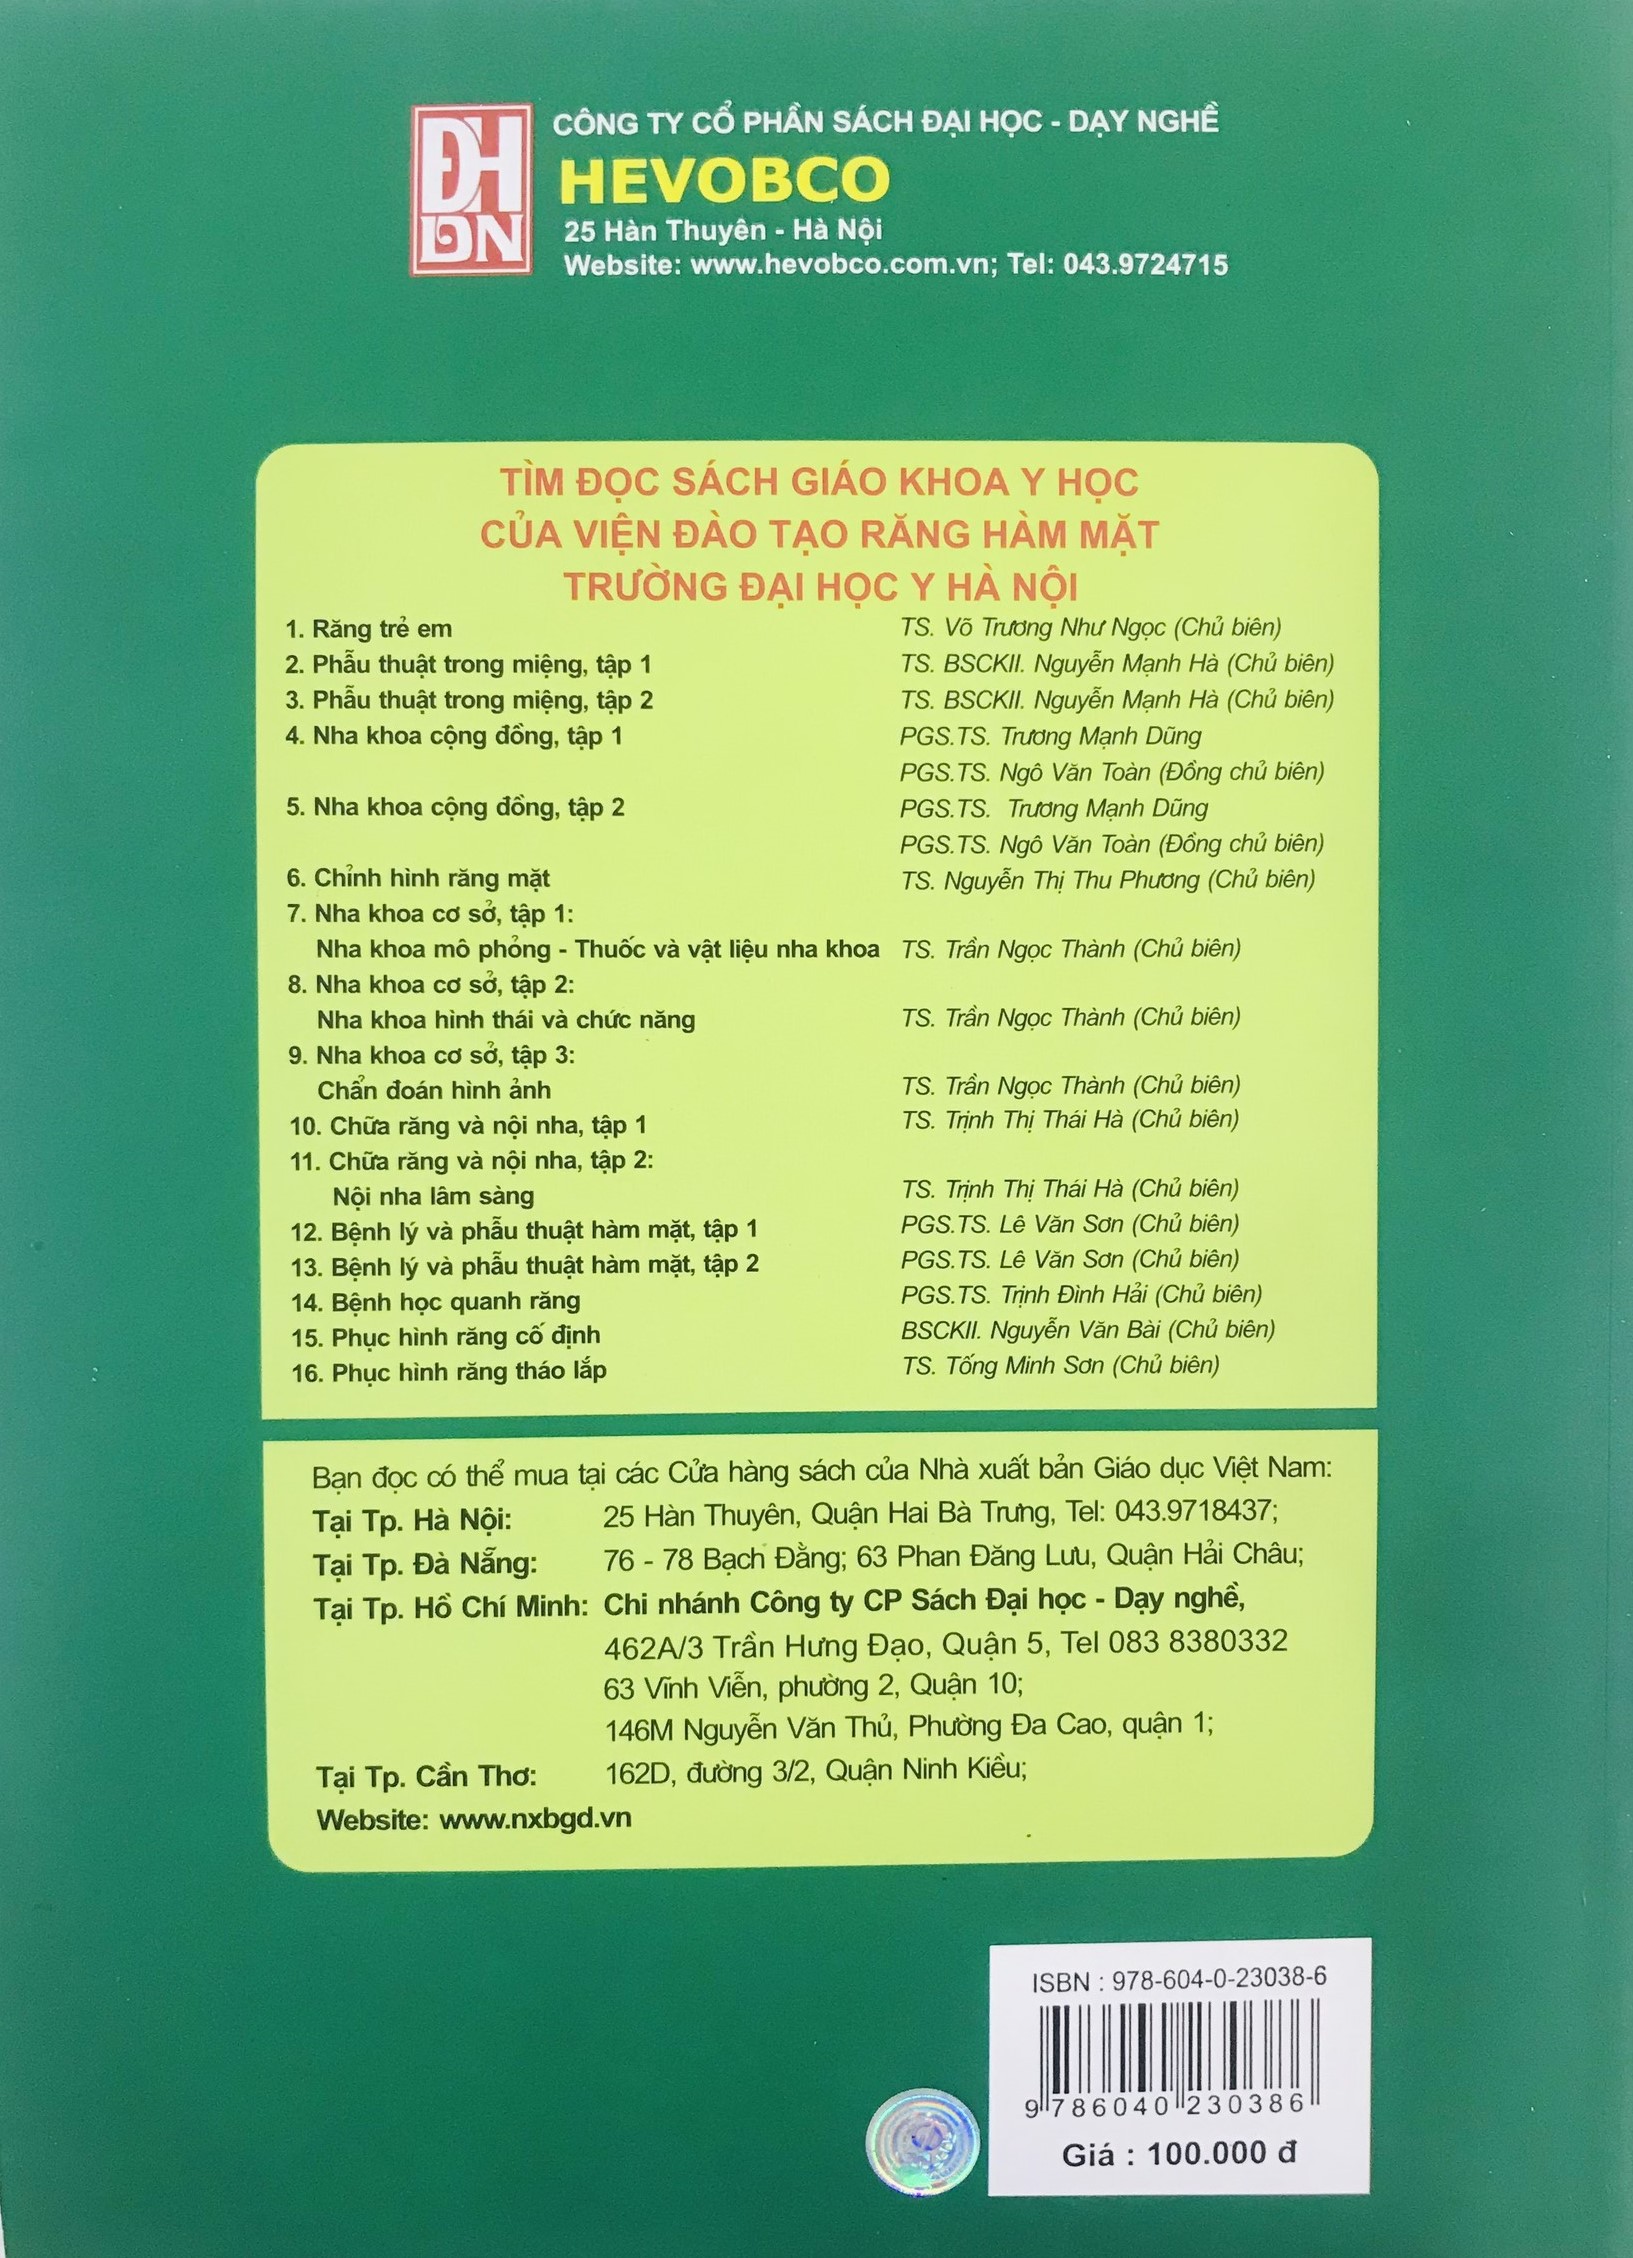 ĐH
DN
CÔNG TY CỔ PHẦN SÁCH ĐẠI HỌC - DẠY NGHỀ
HEVOBCO
25 Hàn Thuyên - Hà Nội
Website: www.hevobco.com.vn; Tel: 043.9724715
TÌM ĐỌC SÁCH GIÁO KHOA Y HỌC
CỦA VIỆN ĐÀO TẠO RĂNG HÀM MẶT
TRƯỜNG ĐẠI HỌC Y HÀ NỘI
1. Răng trẻ em TS. Võ Trương Như Ngọc (Chủ biên)
2. Phẫu thuật trong miệng, tập 1 TS. BSCKII. Nguyễn Mạnh Hà (Chủ biên)
3. Phẫu thuật trong miệng, tập 2 TS. BSCKII. Nguyễn Mạnh Hà (Chủ biên)
4. Nha khoa cộng đồng, tập 1 PGS.TS. Trương Mạnh Dũng
PGS.TS. Ngô Văn Toàn (Đồng chủ biên)
5. Nha khoa cộng đồng, tập 2 PGS.TS. Trương Mạnh Dũng
PGS.TS. Ngô Văn Toàn (Đồng chủ biên)
6. Chỉnh hình răng mặt TS. Nguyễn Thị Thu Phương (Chủ biên)
7. Nha khoa cơ sở, tập 1:
Nha khoa mô phỏng - Thuốc và vật liệu nha khoa TS. Trần Ngọc Thành (Chủ biên)
8. Nha khoa cơ sở, tập 2:
Nha khoa hình thái và chức năng TS. Trần Ngọc Thành (Chủ biên)
9. Nha khoa cơ sở, tập 3:
Chẩn đoán hình ảnh TS. Trần Ngọc Thành (Chủ biên)
10. Chữa răng và nội nha, tập 1 TS. Trịnh Thị Thái Hà (Chủ biên)
11. Chữa răng và nội nha, tập 2:
Nội nha lâm sàng TS. Trịnh Thị Thái Hà (Chủ biên)
12. Bệnh lý và phẫu thuật hàm mặt, tập 1 PGS.TS. Lê Văn Sơn (Chủ biên)
13. Bệnh lý và phẫu thuật hàm mặt, tập 2 PGS.TS. Lê Văn Sơn (Chủ biên)
14. Bệnh học quanh răng PGS.TS. Trịnh Đình Hải (Chủ biên)
15. Phục hình răng cố định BSCKII. Nguyễn Văn Bài (Chủ biên)
16. Phục hình răng tháo lắp TS. Tống Minh Sơn (Chủ biên)
Bạn đọc có thể mua tại các Cửa hàng sách của Nhà xuất bản Giáo dục Việt Nam:
Tại Tp. Hà Nội: 25 Hàn Thuyên, Quận Hai Bà Trưng, Tel: 043.9718437;
Tại Tp. Đà Nẵng: 76 - 78 Bạch Đằng; 63 Phan Đăng Lưu, Quận Hải Châu;
Tại Tp. Hồ Chí Minh: Chi nhánh Công ty CP Sách Đại học - Dạy nghề,
462A/3 Trần Hưng Đạo, Quận 5, Tel 083 8380332
63 Vĩnh Viễn, phường 2, Quận 10;
146M Nguyễn Văn Thủ, Phường Đa Cao, quận 1;
Tại Tp. Cần Thơ: 162D, đường 3/2, Quận Ninh Kiều;
Website: www.nxbgd.vn
ISBN : 978-604-0-23038-6
9 786040 230386
Giá : 100.000 đ